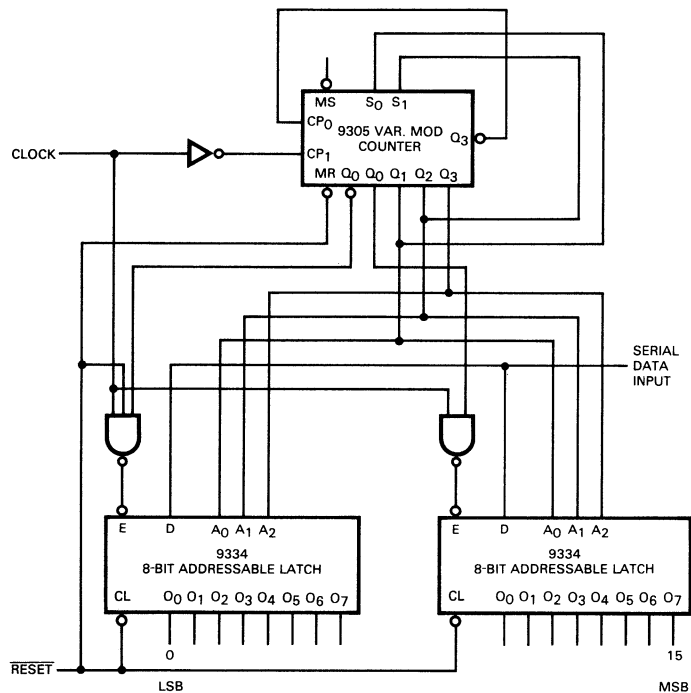 MS S0 S1
CP0
9305 VAR. MOD
COUNTER
Q3
CLOCK
CP1
MR Q0 Q0 Q1 Q2 Q3
SERIAL
DATA
INPUT
E D A0 A1 A2
9334
8-BIT ADDRESSABLE LATCH
CL O0 O1 O2 O3 O4 O5 O6 O7
E D A0 A1 A2
9334
8-BIT ADDRESSABLE LATCH
CL O0 O1 O2 O3 O4 O5 O6 O7
0
15
RESET
LSB
MSB